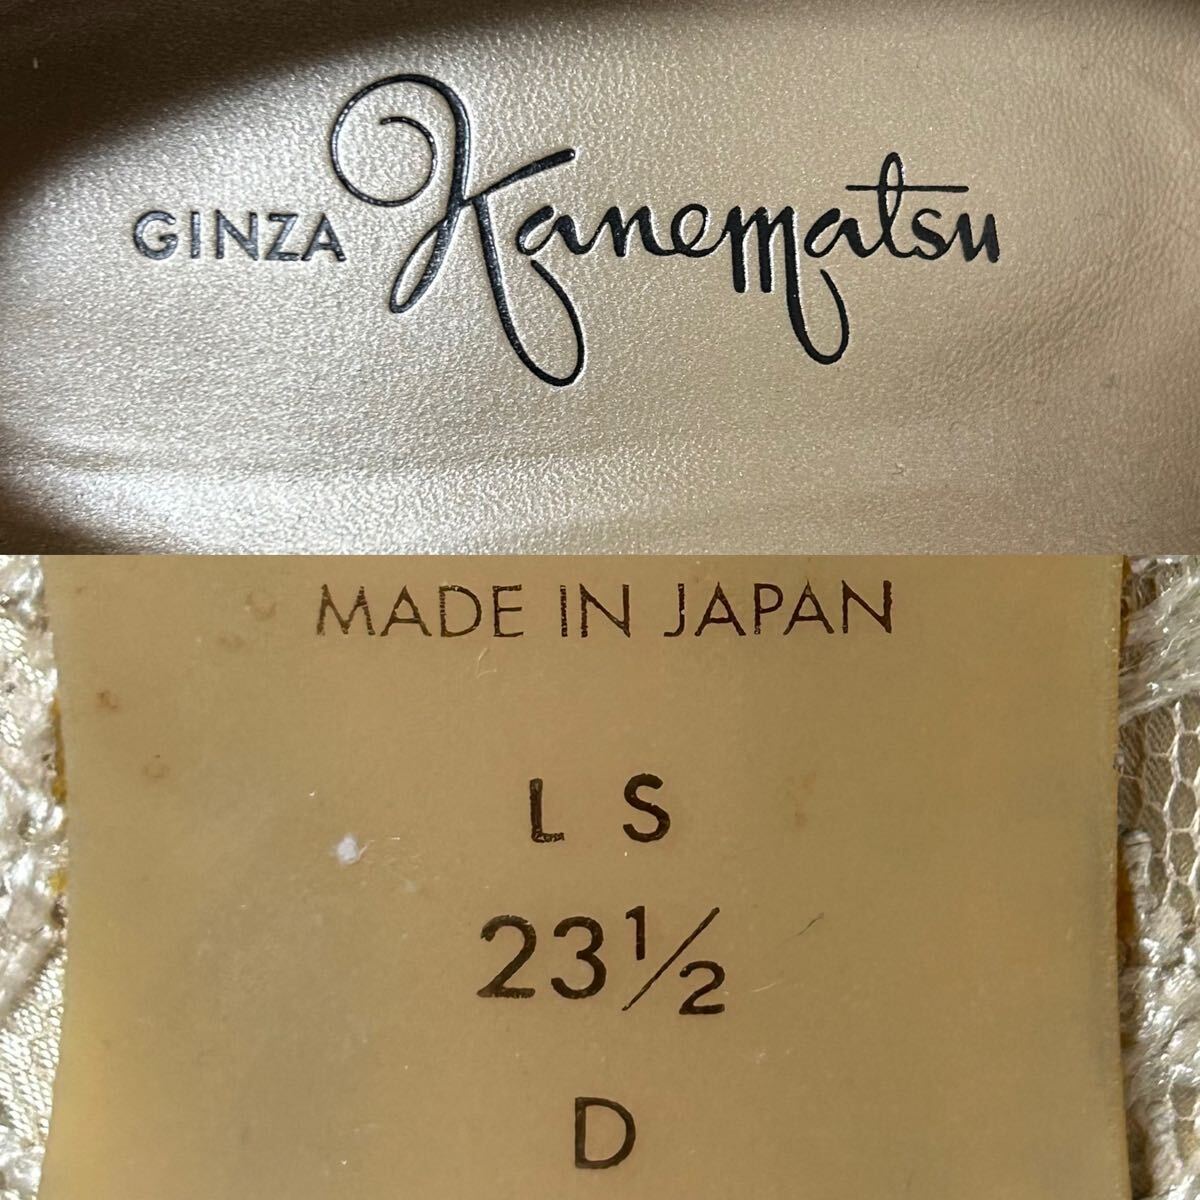 GINZA Kanematsu
MADE IN JAPAN
L S
23½
D